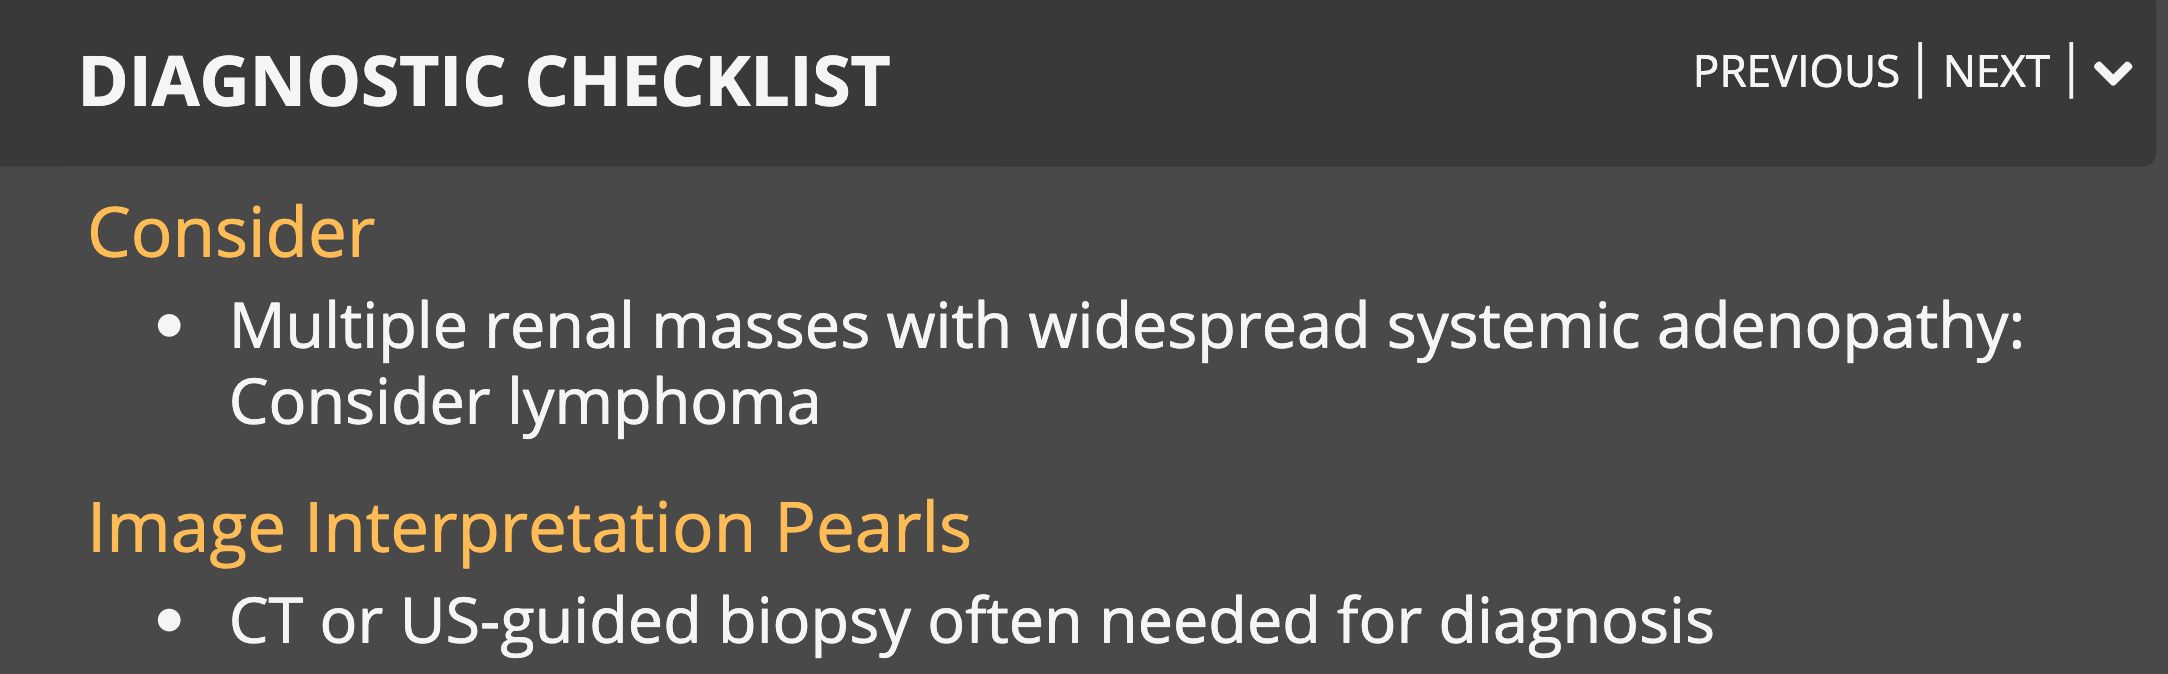 DIAGNOSTIC CHECKLIST
PREVIOUS | NEXT |
Consider
• Multiple renal masses with widespread systemic adenopathy:
Consider lymphoma
Image Interpretation Pearls
• CT or US-guided biopsy often needed for diagnosis